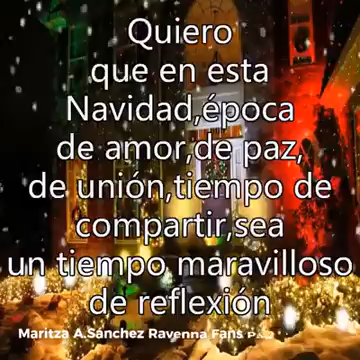 Quiero
que en esta
Navidad,época
de amor,de paz,
de unión,tiempo de
compartir,sea
un tiempo maravilloso
de reflexión
Maritza A.Sánchez Ravenna Fans